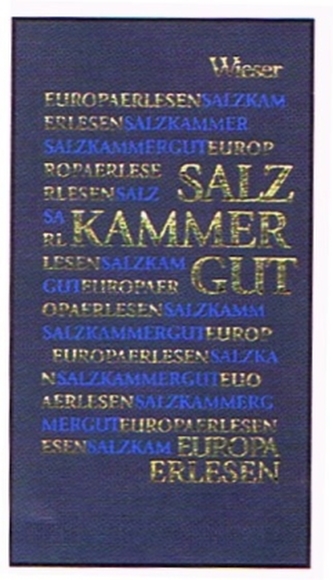 Wieser
EUROPAERLESENSALZKAM
ERLESENSALZKAMMER
SALZKAMMERGUTEUROP
ROPAERLESE
SALZ
RLESENSALZ
SA
KAMMER
RL
LESENSALZKAM
GUT
GUTEUROPAER
OPAERLESENSALZKAMM
SALZKAMMERGUTEUROP
EUROPAERLESENSALZKA
NSALZKAMMERGUTEUO
AERLESENSALZKAMMERG
MERGUTEUROPAERLESEN
ESENSALZKAM EUROPA
ERLESEN